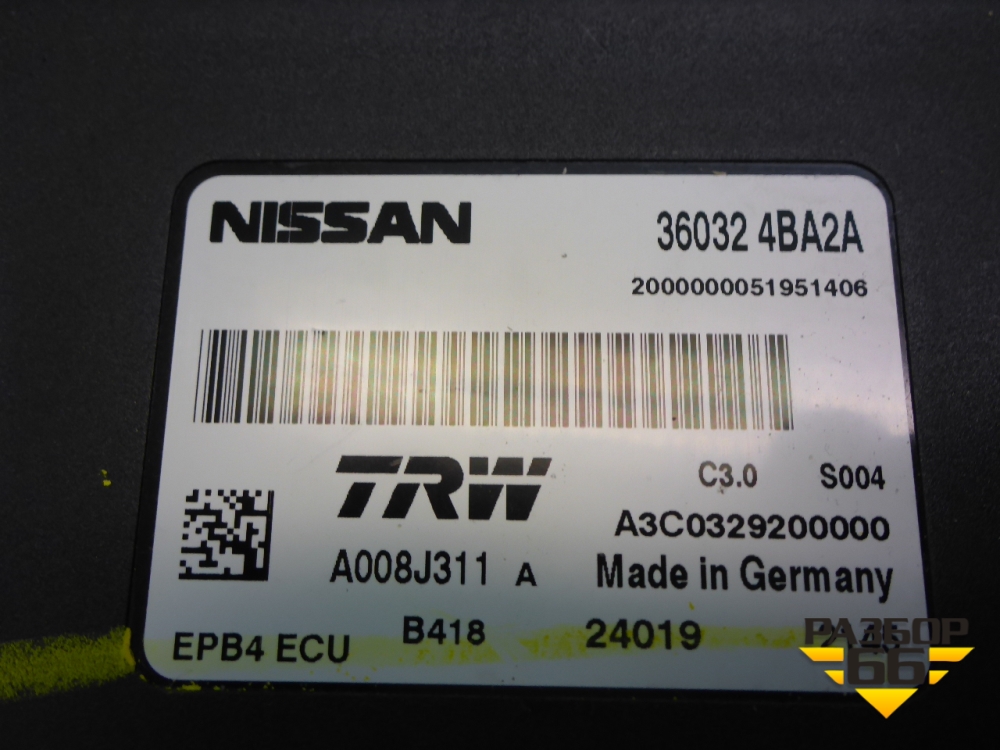 NISSAN
36032 4BA2A
2000000051951406
TRW
C3.0 S004
A3C0329200000
A008J311 A
Made in Germany
EPB4 ECU
B418
24019
РАЗБОР
66